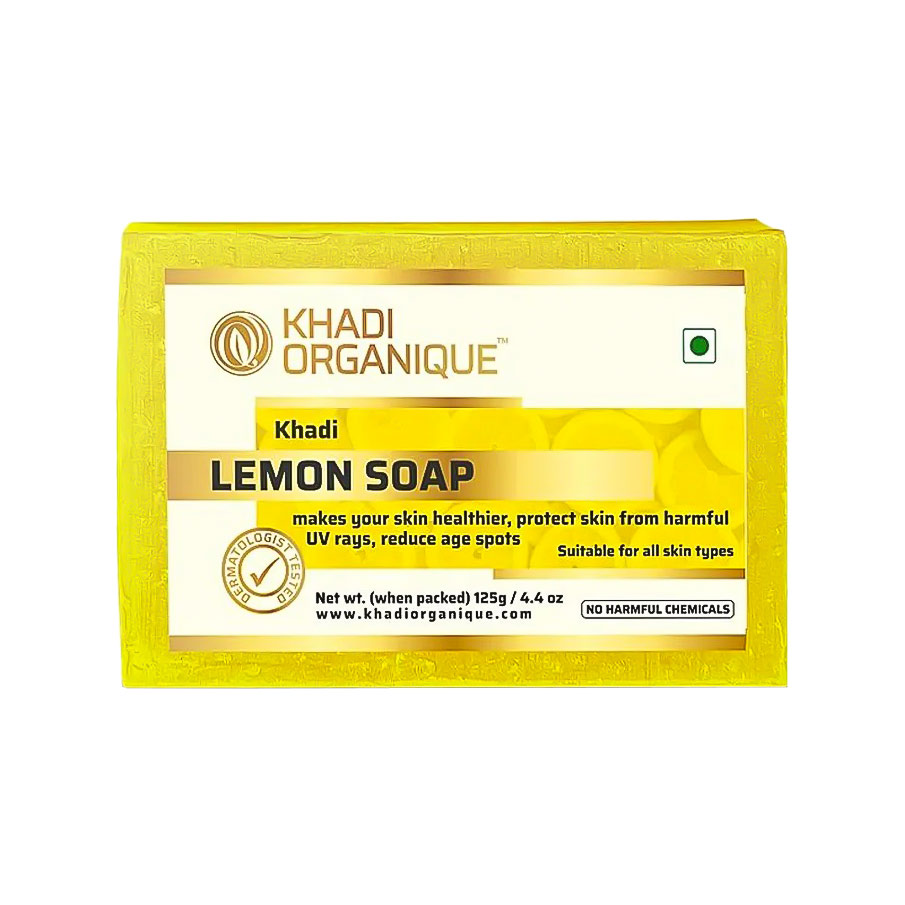 KHADI
ORGANIQUE™
Khadi
LEMON SOAP
makes your skin healthier, protect skin from harmful
UV rays, reduce age spots
Suitable for all skin types
DERMATOLOGIST TESTED
Net wt. (when packed) 125g / 4.4 oz
www.khadiorganique.com
NO HARMFUL CHEMICALS